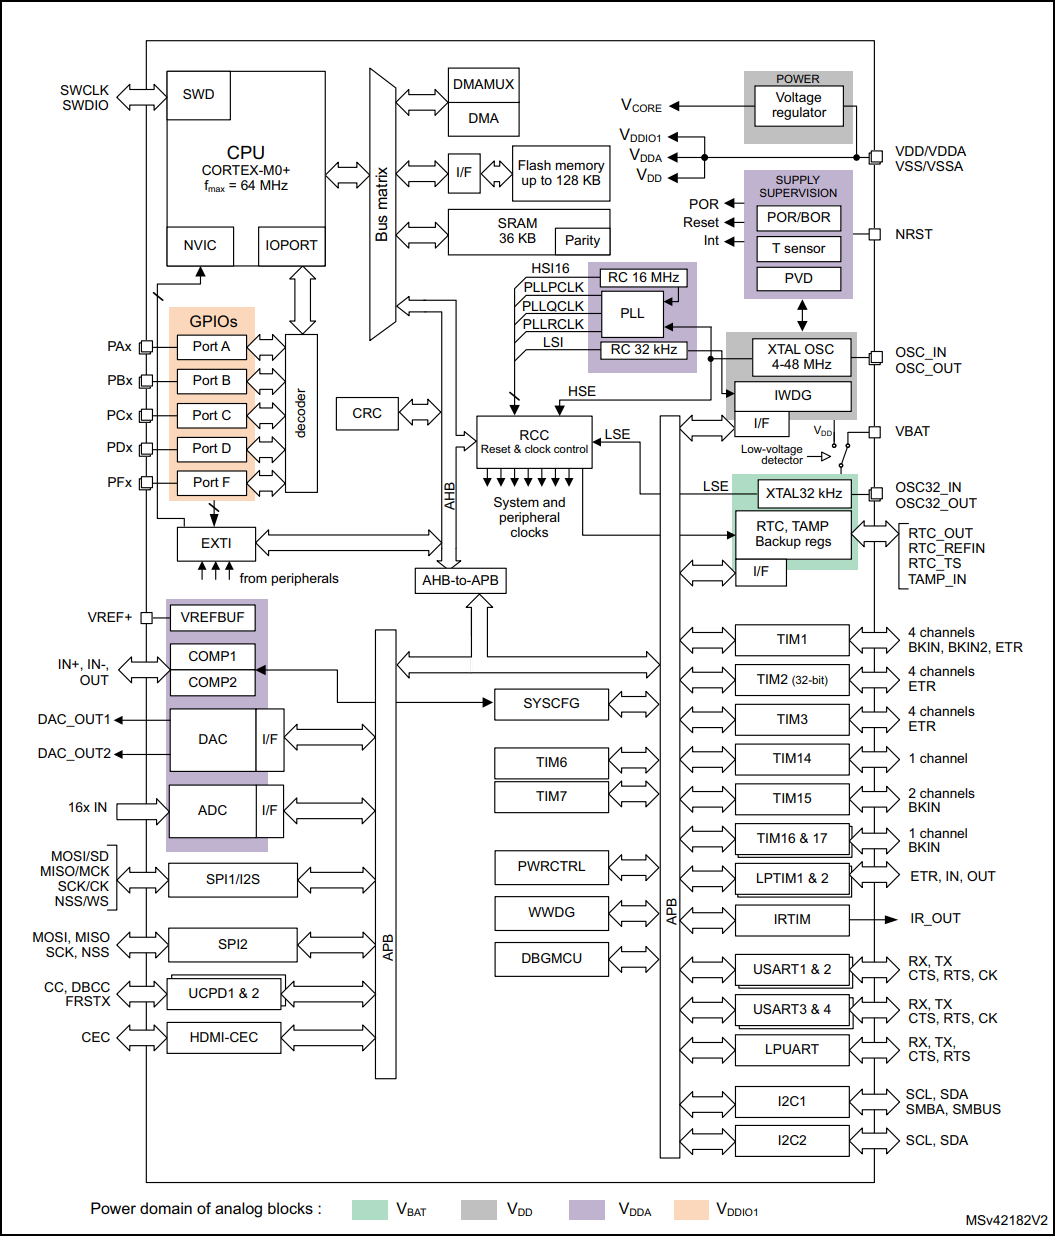 SWCLK
SWDIO
SWD
CPU
CORTEX-M0+
fmax = 64 MHz
NVIC
IOPORT
Bus matrix
DMAMUX
DMA
I/F
Flash memory
up to 128 KB
SRAM
36 KB
Parity
POWER
Voltage
regulator
VCORE
VDDIO1
VDDA
VDD
VDD/VDDA
VSS/VSSA
SUPPLY
SUPERVISION
POR/BOR
T sensor
PVD
POR
Reset
Int
NRST
HSI16
PLLPCLK
PLLQCLK
PLLRCLK
LSI
RC 16 MHz
PLL
RC 32 kHz
HSE
XTAL OSC
4-48 MHz
IWDG
I/F
OSC_IN
OSC_OUT
VDD
Low-voltage
detector
VBAT
GPIOs
PAx
Port A
PBx
Port B
PCx
Port C
PDx
Port D
PFx
Port F
decoder
CRC
RCC
Reset & clock control
LSE
System and
peripheral
clocks
AHB
LSE
XTAL32 kHz
RTC, TAMP
Backup regs
I/F
OSC32_IN
OSC32_OUT
RTC_OUT
RTC_REFIN
RTC_TS
TAMP_IN
EXTI
from peripherals
AHB-to-APB
VREF+
VREFBUF
IN+, IN-,
OUT
COMP1
COMP2
DAC_OUT1
DAC_OUT2
DAC
I/F
16x IN
ADC
I/F
MOSI/SD
MISO/MCK
SCK/CK
NSS/WS
SPI1/I2S
MOSI, MISO
SCK, NSS
SPI2
CC, DBCC
FRSTX
UCPD1 & 2
CEC
HDMI-CEC
APB
SYSCFG
TIM6
TIM7
PWRCTRL
WWDG
DBGMCU
APB
TIM1
4 channels
BKIN, BKIN2, ETR
TIM2 (32-bit)
4 channels
ETR
TIM3
4 channels
ETR
TIM14
1 channel
TIM15
2 channels
BKIN
TIM16 & 17
1 channel
BKIN
LPTIM1 & 2
ETR, IN, OUT
IRTIM
IR_OUT
USART1 & 2
RX, TX
CTS, RTS, CK
USART3 & 4
RX, TX
CTS, RTS, CK
LPUART
RX, TX,
CTS, RTS
I2C1
SCL, SDA
SMBA, SMBUS
I2C2
SCL, SDA
Power domain of analog blocks :
VBAT
VDD
VDDA
VDDIO1
MSv42182V2